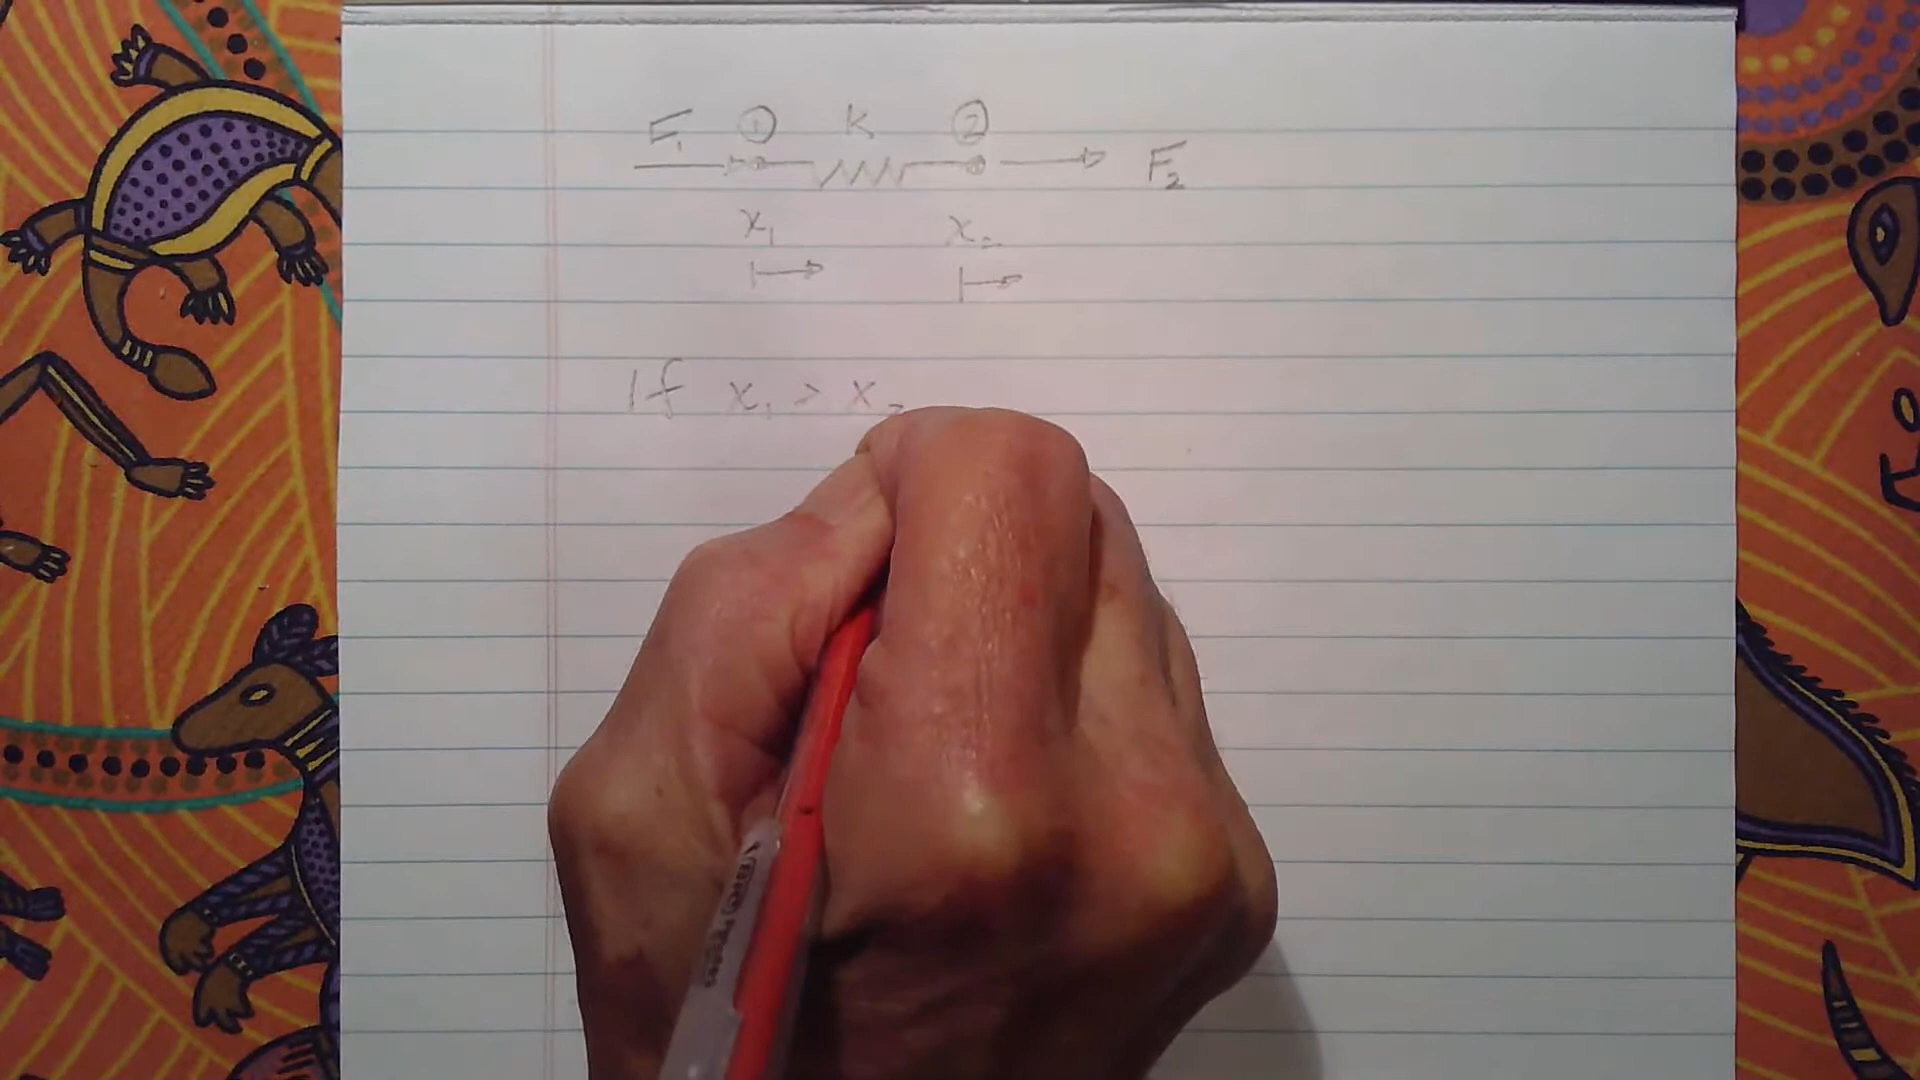 F₁ ① k ② F₂
x₁ x₂
If x₁ > x₂